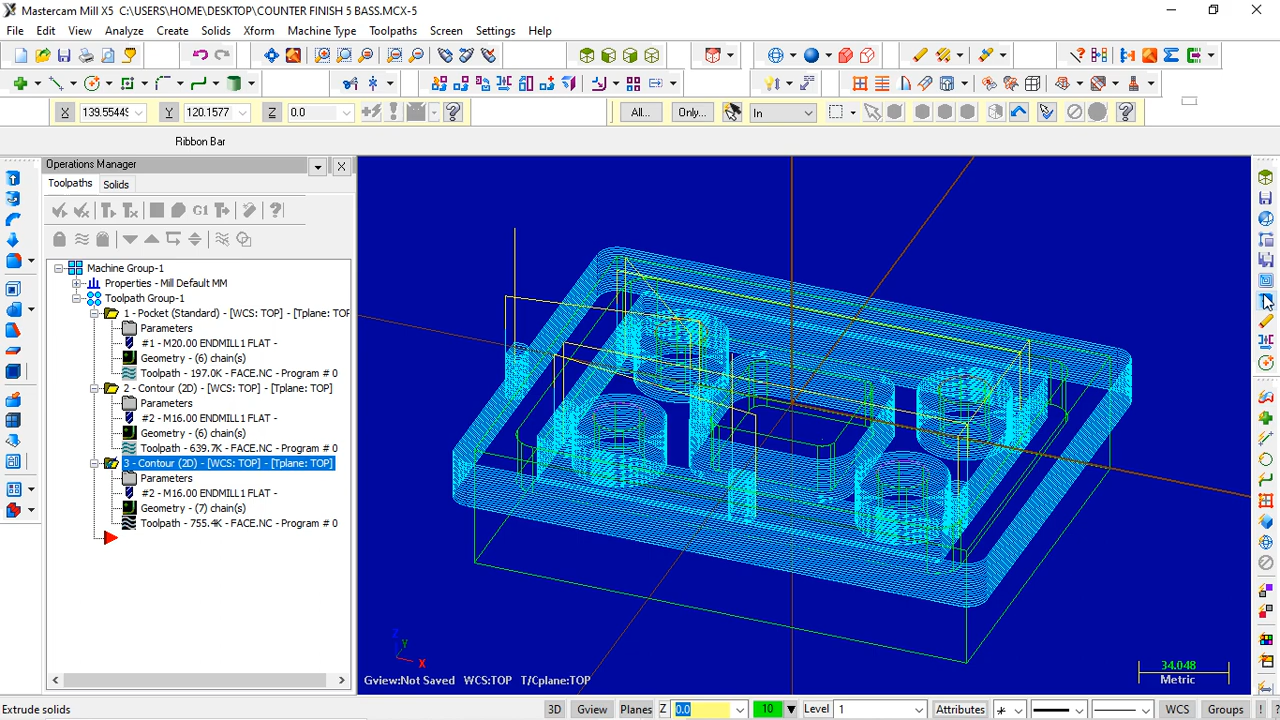 Mastercam Mill X5 C:\USERS\HOME\DESKTOP\COUNTER FINISH 5 BASS.MCX-5
File Edit View Analyze Create Solids Xform Machine Type Toolpaths Screen Settings Help
X 139.55449 Y 120.1577 Z 0.0 All... Only... In
Ribbon Bar
Operations Manager
Toolpaths Solids
G1
Machine Group-1
Properties - Mill Default MM
Toolpath Group-1
1 - Pocket (Standard) - [WCS: TOP] - [Tplane: TOP
Parameters
#1 - M20.00 ENDMILL1 FLAT -
Geometry - (6) chain(s)
Toolpath - 197.0K - FACE.NC - Program # 0
2 - Contour (2D) - [WCS: TOP] - [Tplane: TOP]
Parameters
#2 - M16.00 ENDMILL1 FLAT -
Geometry - (6) chain(s)
Toolpath - 639.7K - FACE.NC - Program # 0
3 - Contour (2D) - [WCS: TOP] - [Tplane: TOP]
Parameters
#2 - M16.00 ENDMILL1 FLAT -
Geometry - (7) chain(s)
Toolpath - 755.4K - FACE.NC - Program # 0
Z
Y
X
34.048
Metric
Gview:Not Saved WCS:TOP T/Cplane:TOP
Extrude solids 3D Gview Planes Z 0.0 10 Level 1 Attributes WCS Groups ! ?